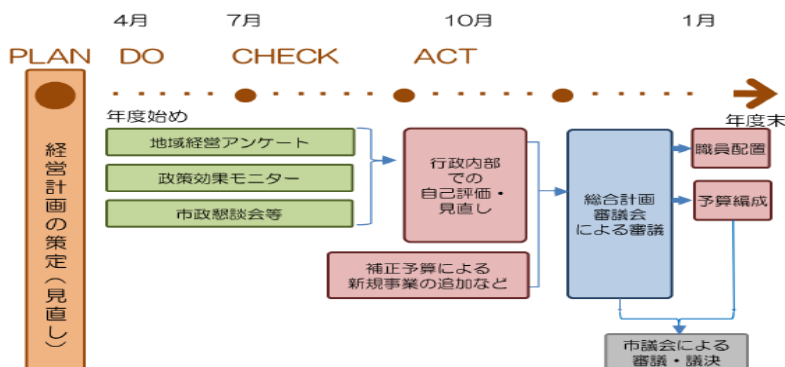 4月
7月
10月
1月
PLAN
DO
CHECK
ACT
年度始め
年度末
経営計画の策定（見直し）
地域経営アンケート
政策効果モニター
市政懇談会等
行政内部
での
自己評価・
見直し
補正予算による
新規事業の追加など
総合計画
審議会
による審議
職員配置
予算編成
市議会による
審議・議決